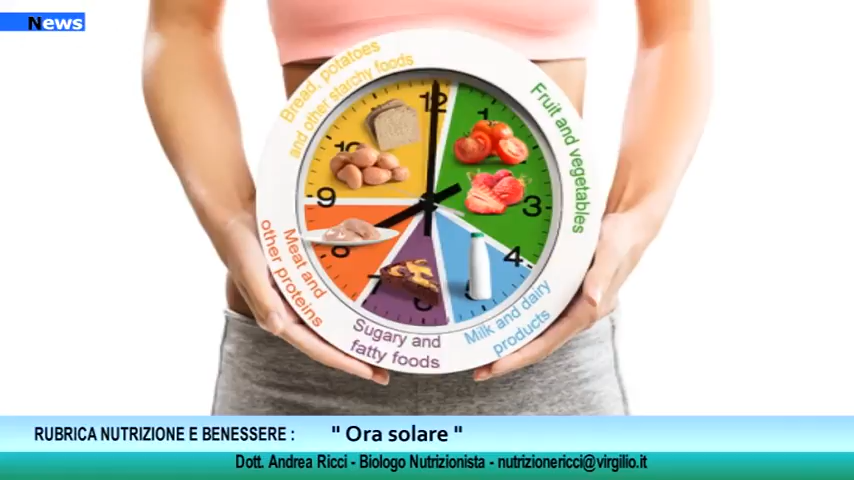 News
Bread, potatoes
and other starchy foods
Fruit and vegetables
12
1
3
4
9
10
Meat and
other proteins
Sugary and
fatty foods
Milk and dairy
products
RUBRICA NUTRIZIONE E BENESSERE : " Ora solare "
Dott. Andrea Ricci - Biologo Nutrizionista - nutrizionericci@virgilio.it